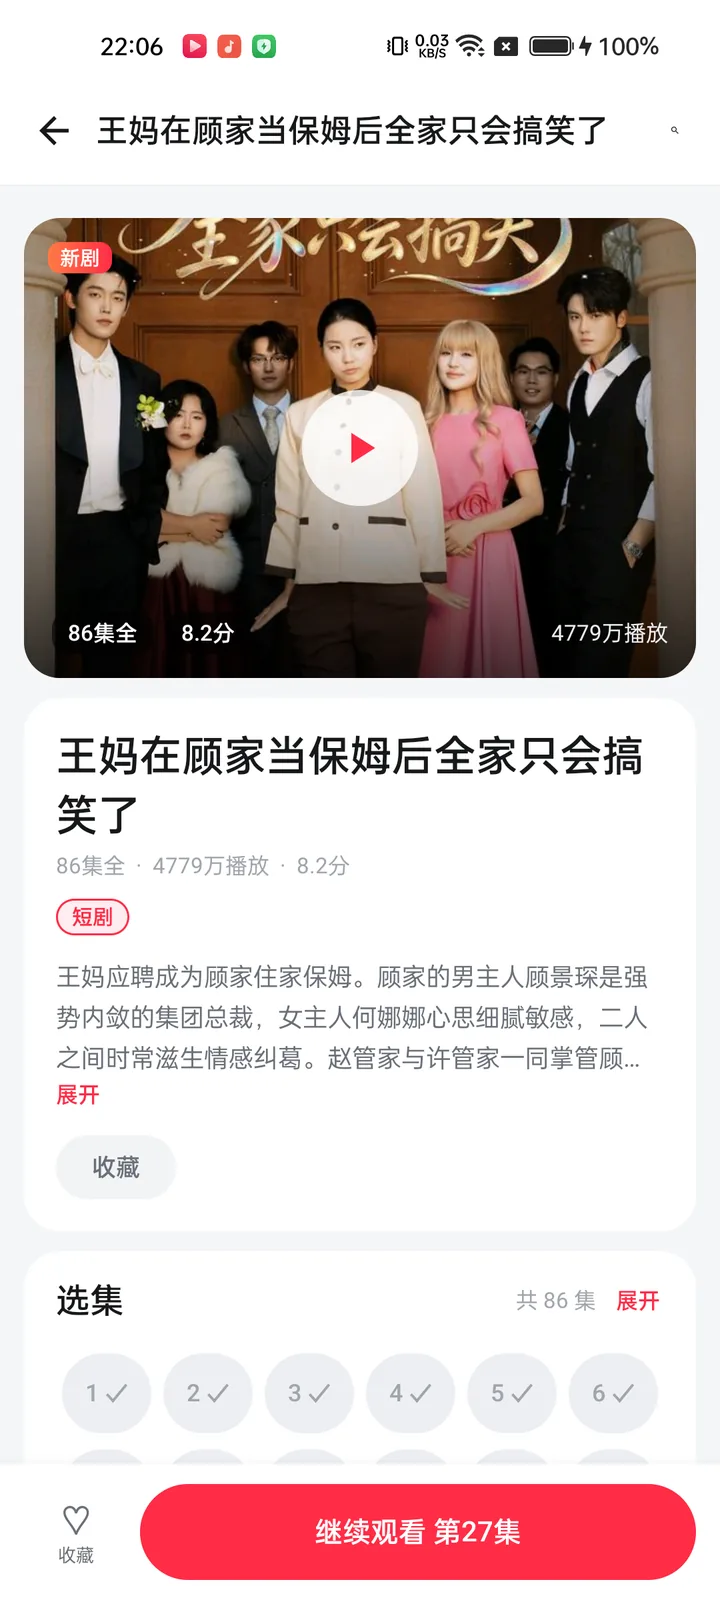 22:06
0.03
KB/S
100%
王妈在顾家当保姆后全家只会搞笑了
全家只会搞笑
新剧
86集全
8.2分
4779万播放
王妈在顾家当保姆后全家只会搞
笑了
86集全 · 4779万播放 · 8.2分
短剧
王妈应聘成为顾家住家保姆。顾家的男主人顾景琛是强
势内敛的集团总裁，女主人何娜娜心思细腻敏感，二人
之间时常滋生情感纠葛。赵管家与许管家一同掌管顾...
展开
收藏
选集
共 86 集
展开
1
2
3
4
5
6
收藏
继续观看 第27集